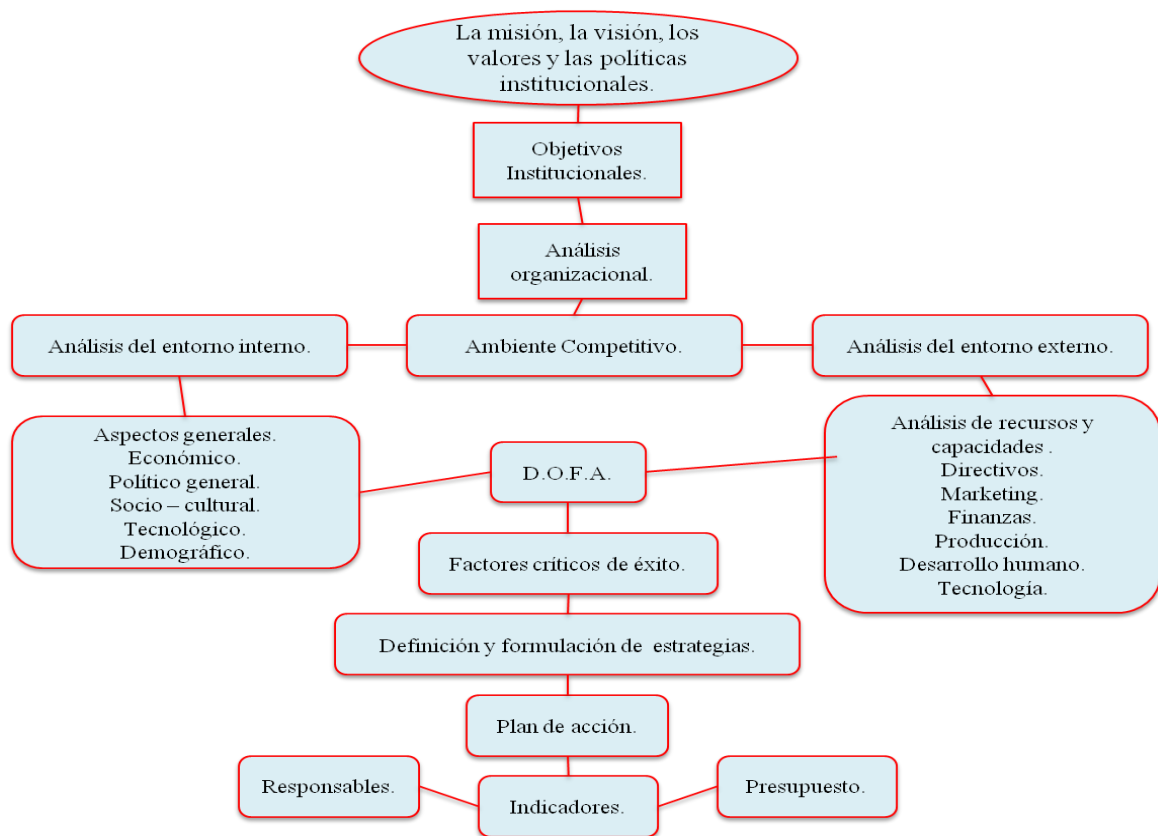 La misión, la visión, los
valores y las políticas
institucionales.
Objetivos
Institucionales.
Análisis
organizacional.
Análisis del entorno interno.
Ambiente Competitivo.
Análisis del entorno externo.
Aspectos generales.
Económico.
Político general.
Socio – cultural.
Tecnológico.
Demográfico.
D.O.F.A.
Análisis de recursos y
capacidades .
Directivos.
Marketing.
Finanzas.
Producción.
Desarrollo humano.
Tecnología.
Factores críticos de éxito.
Definición y formulación de estrategias.
Plan de acción.
Responsables.
Indicadores.
Presupuesto.